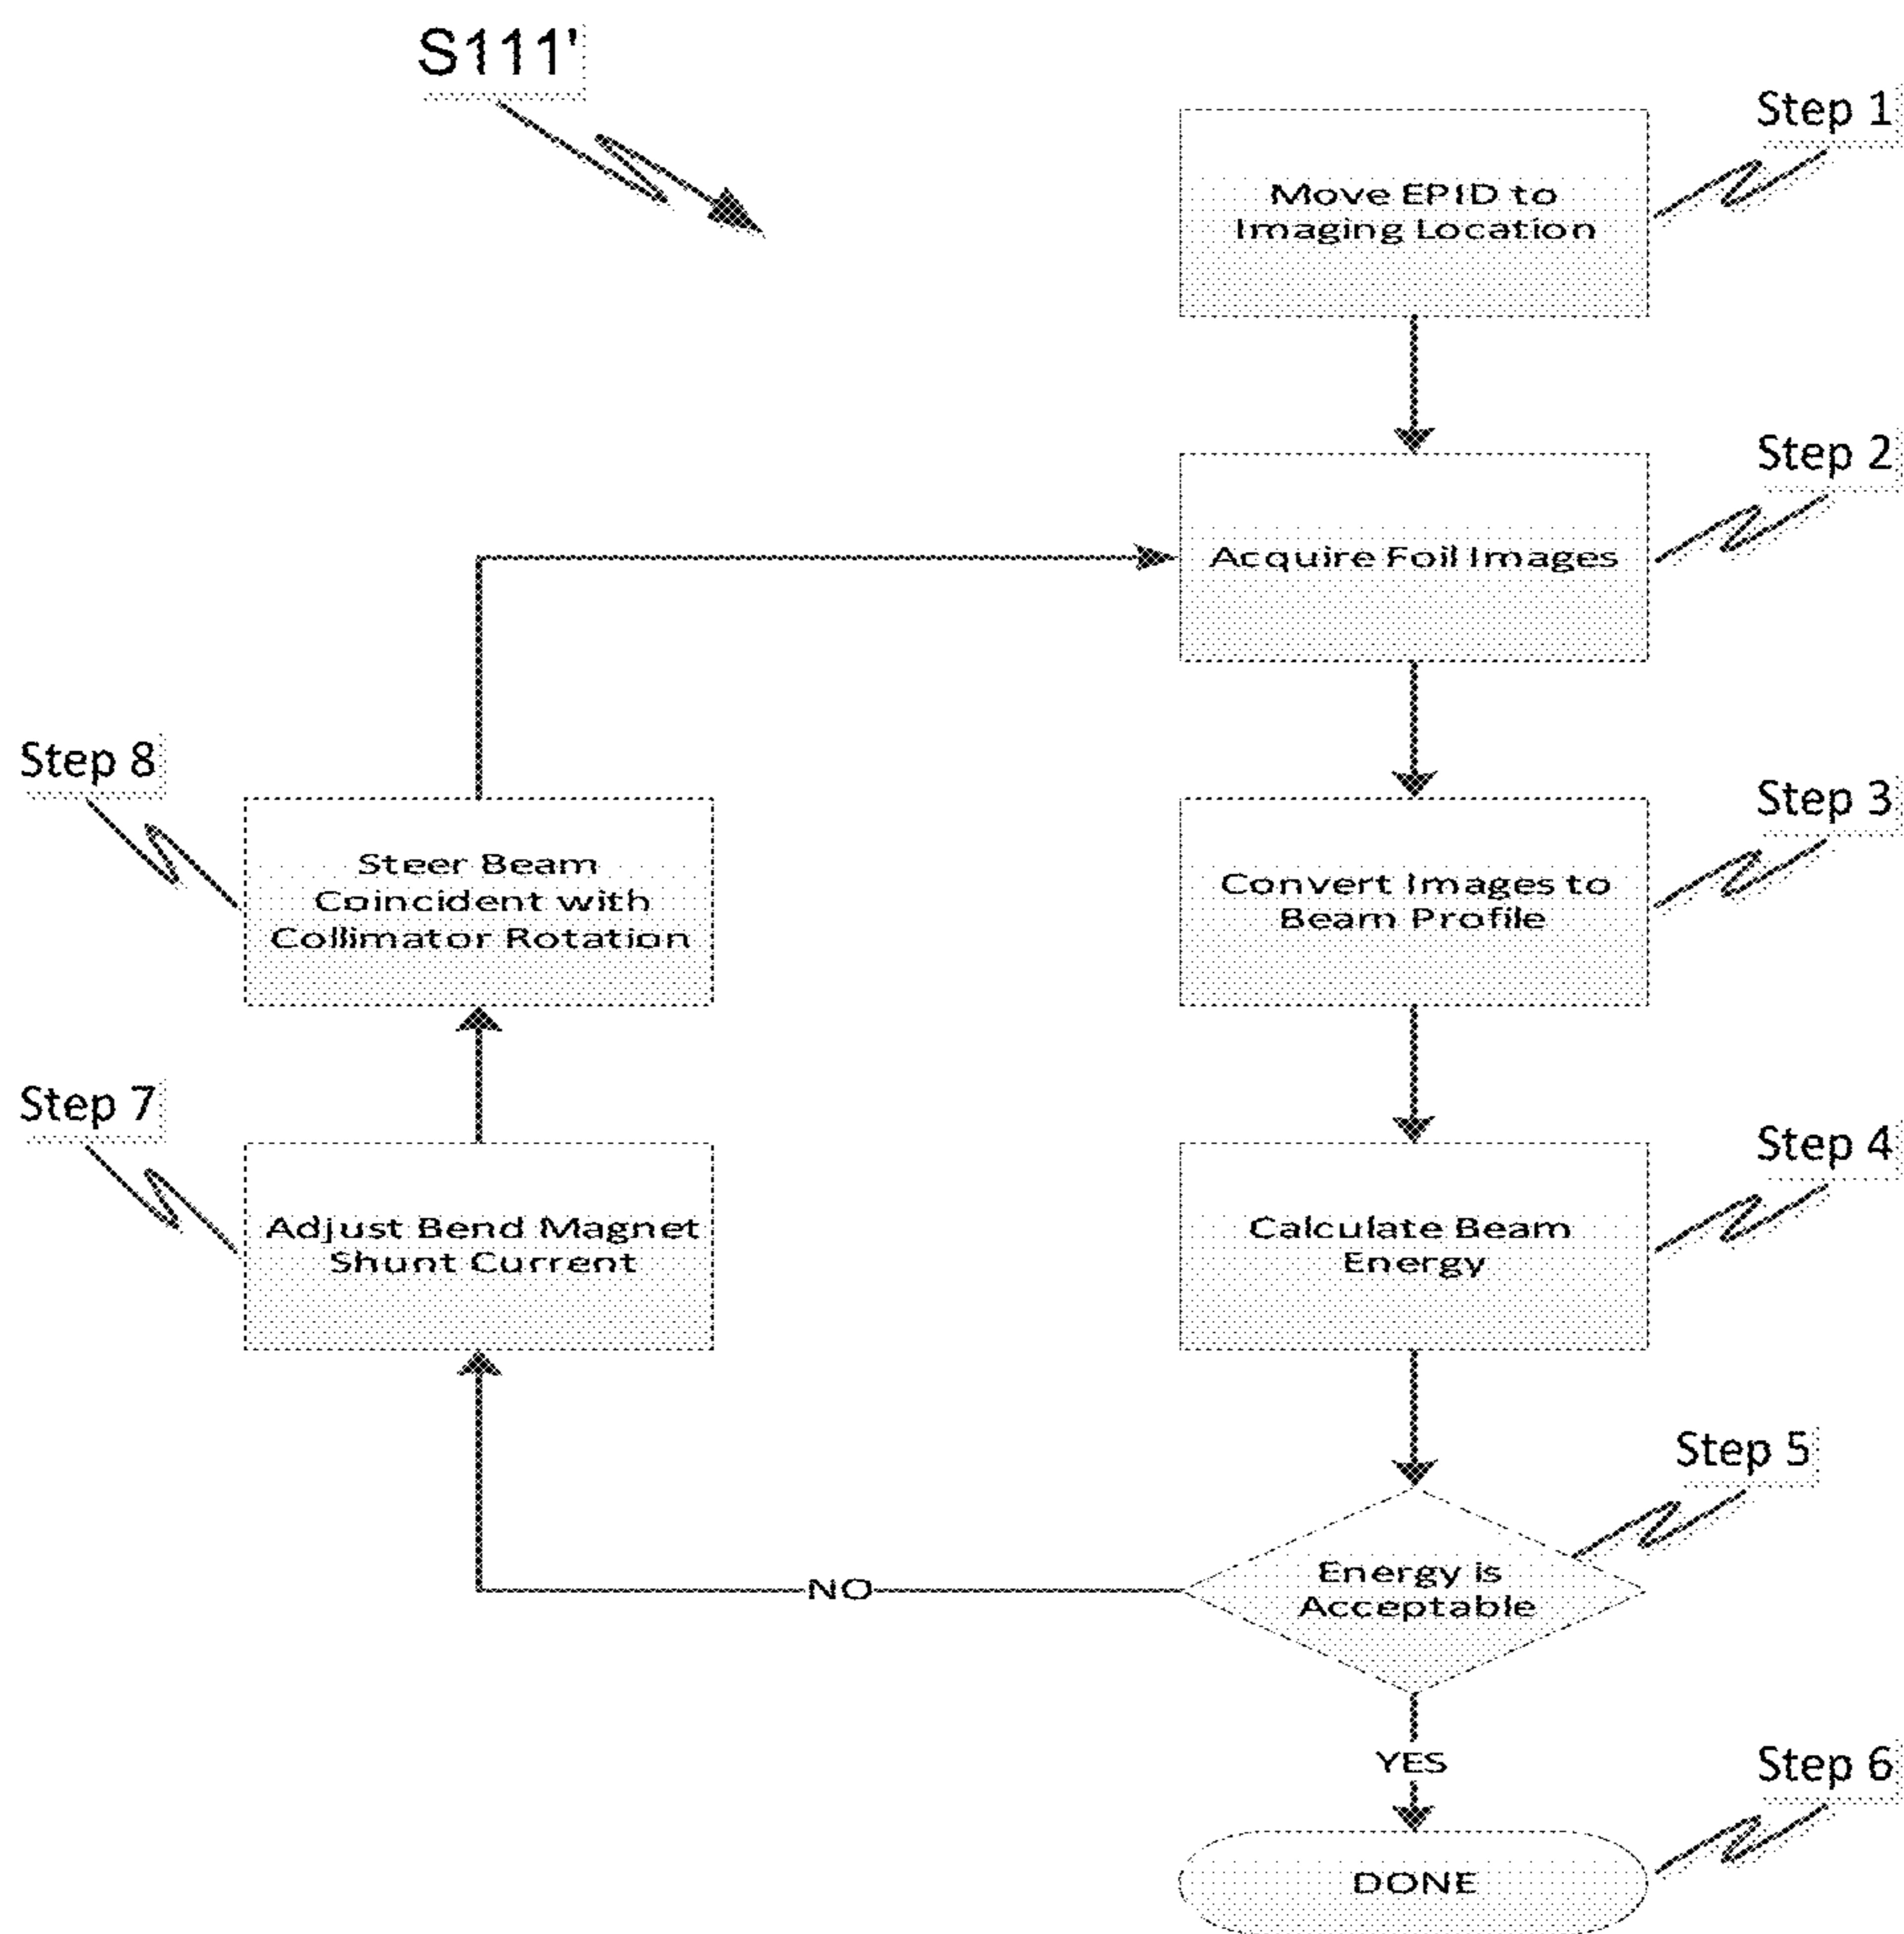 S111'
Step 1
Move EPID to
Imaging Location
Step 2
Acquire Foil Images
Step 3
Convert Images to
Beam Profile
Step 4
Calculate Beam
Energy
Step 5
Energy is
Acceptable
NO
YES
Step 6
DONE
Step 7
Adjust Bend Magnet
Shunt Current
Step 8
Steer Beam
Coincident with
Collimator Rotation